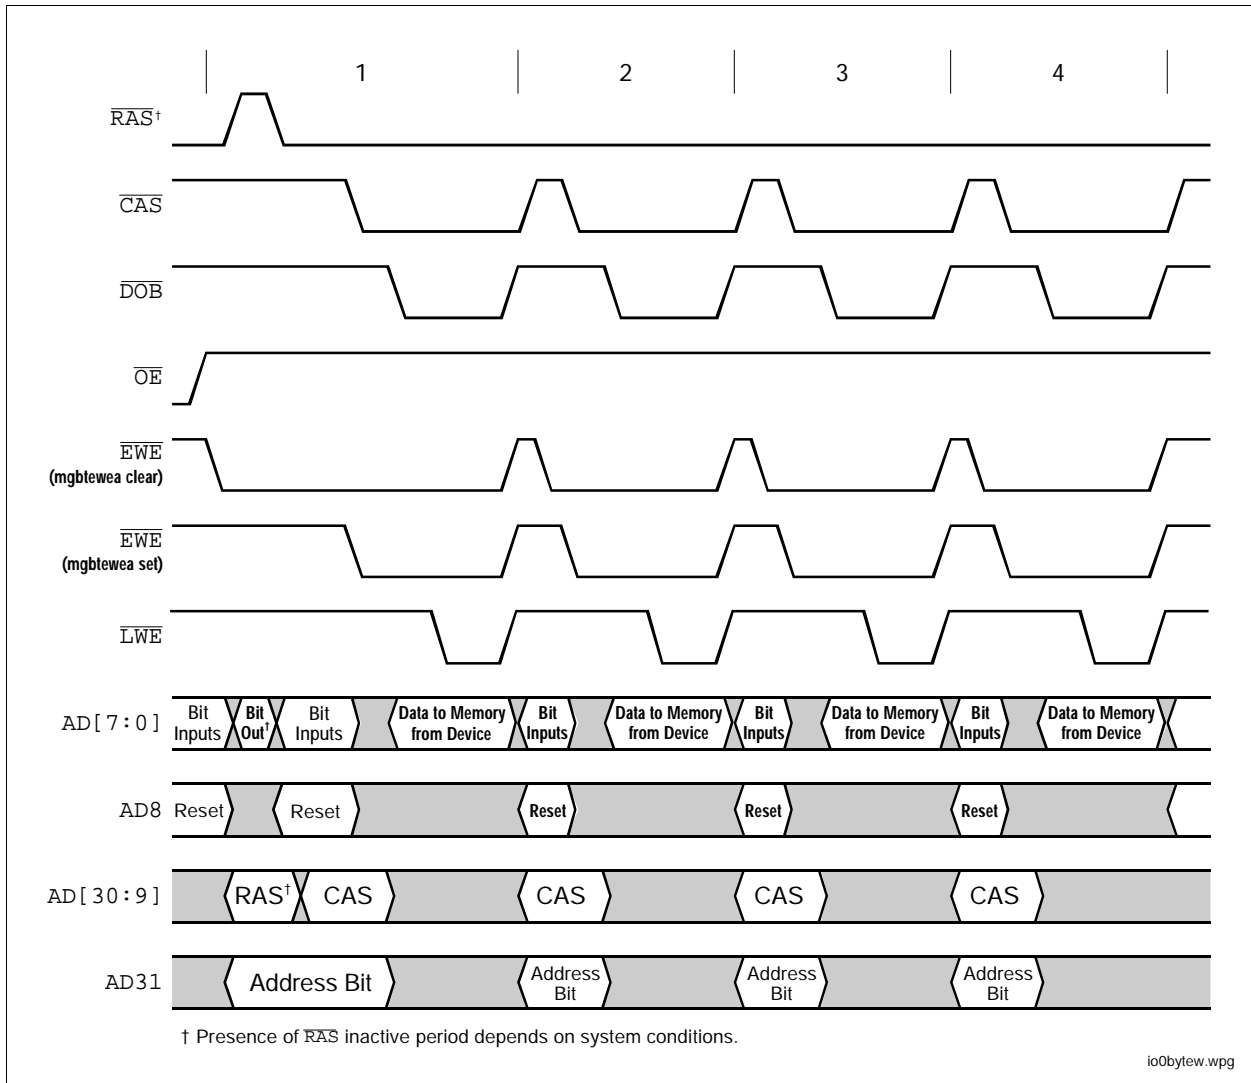 1 2 3 4
RAS†
CAS
DOB
OE
EWE
(mgbtewea clear)
EWE
(mgbtewea set)
LWE
AD[7:0]
Bit
Inputs
Bit
Out†
Bit
Inputs
Data to Memory
from Device
Bit
Inputs
Data to Memory
from Device
Bit
Inputs
Data to Memory
from Device
Bit
Inputs
Data to Memory
from Device
AD8 Reset Reset Reset Reset Reset
AD[30:9] RAS† CAS CAS CAS CAS
AD31 Address Bit
Address
Bit
Address
Bit
Address
Bit
† Presence of RAS inactive period depends on system conditions.
io0bytew.wpg